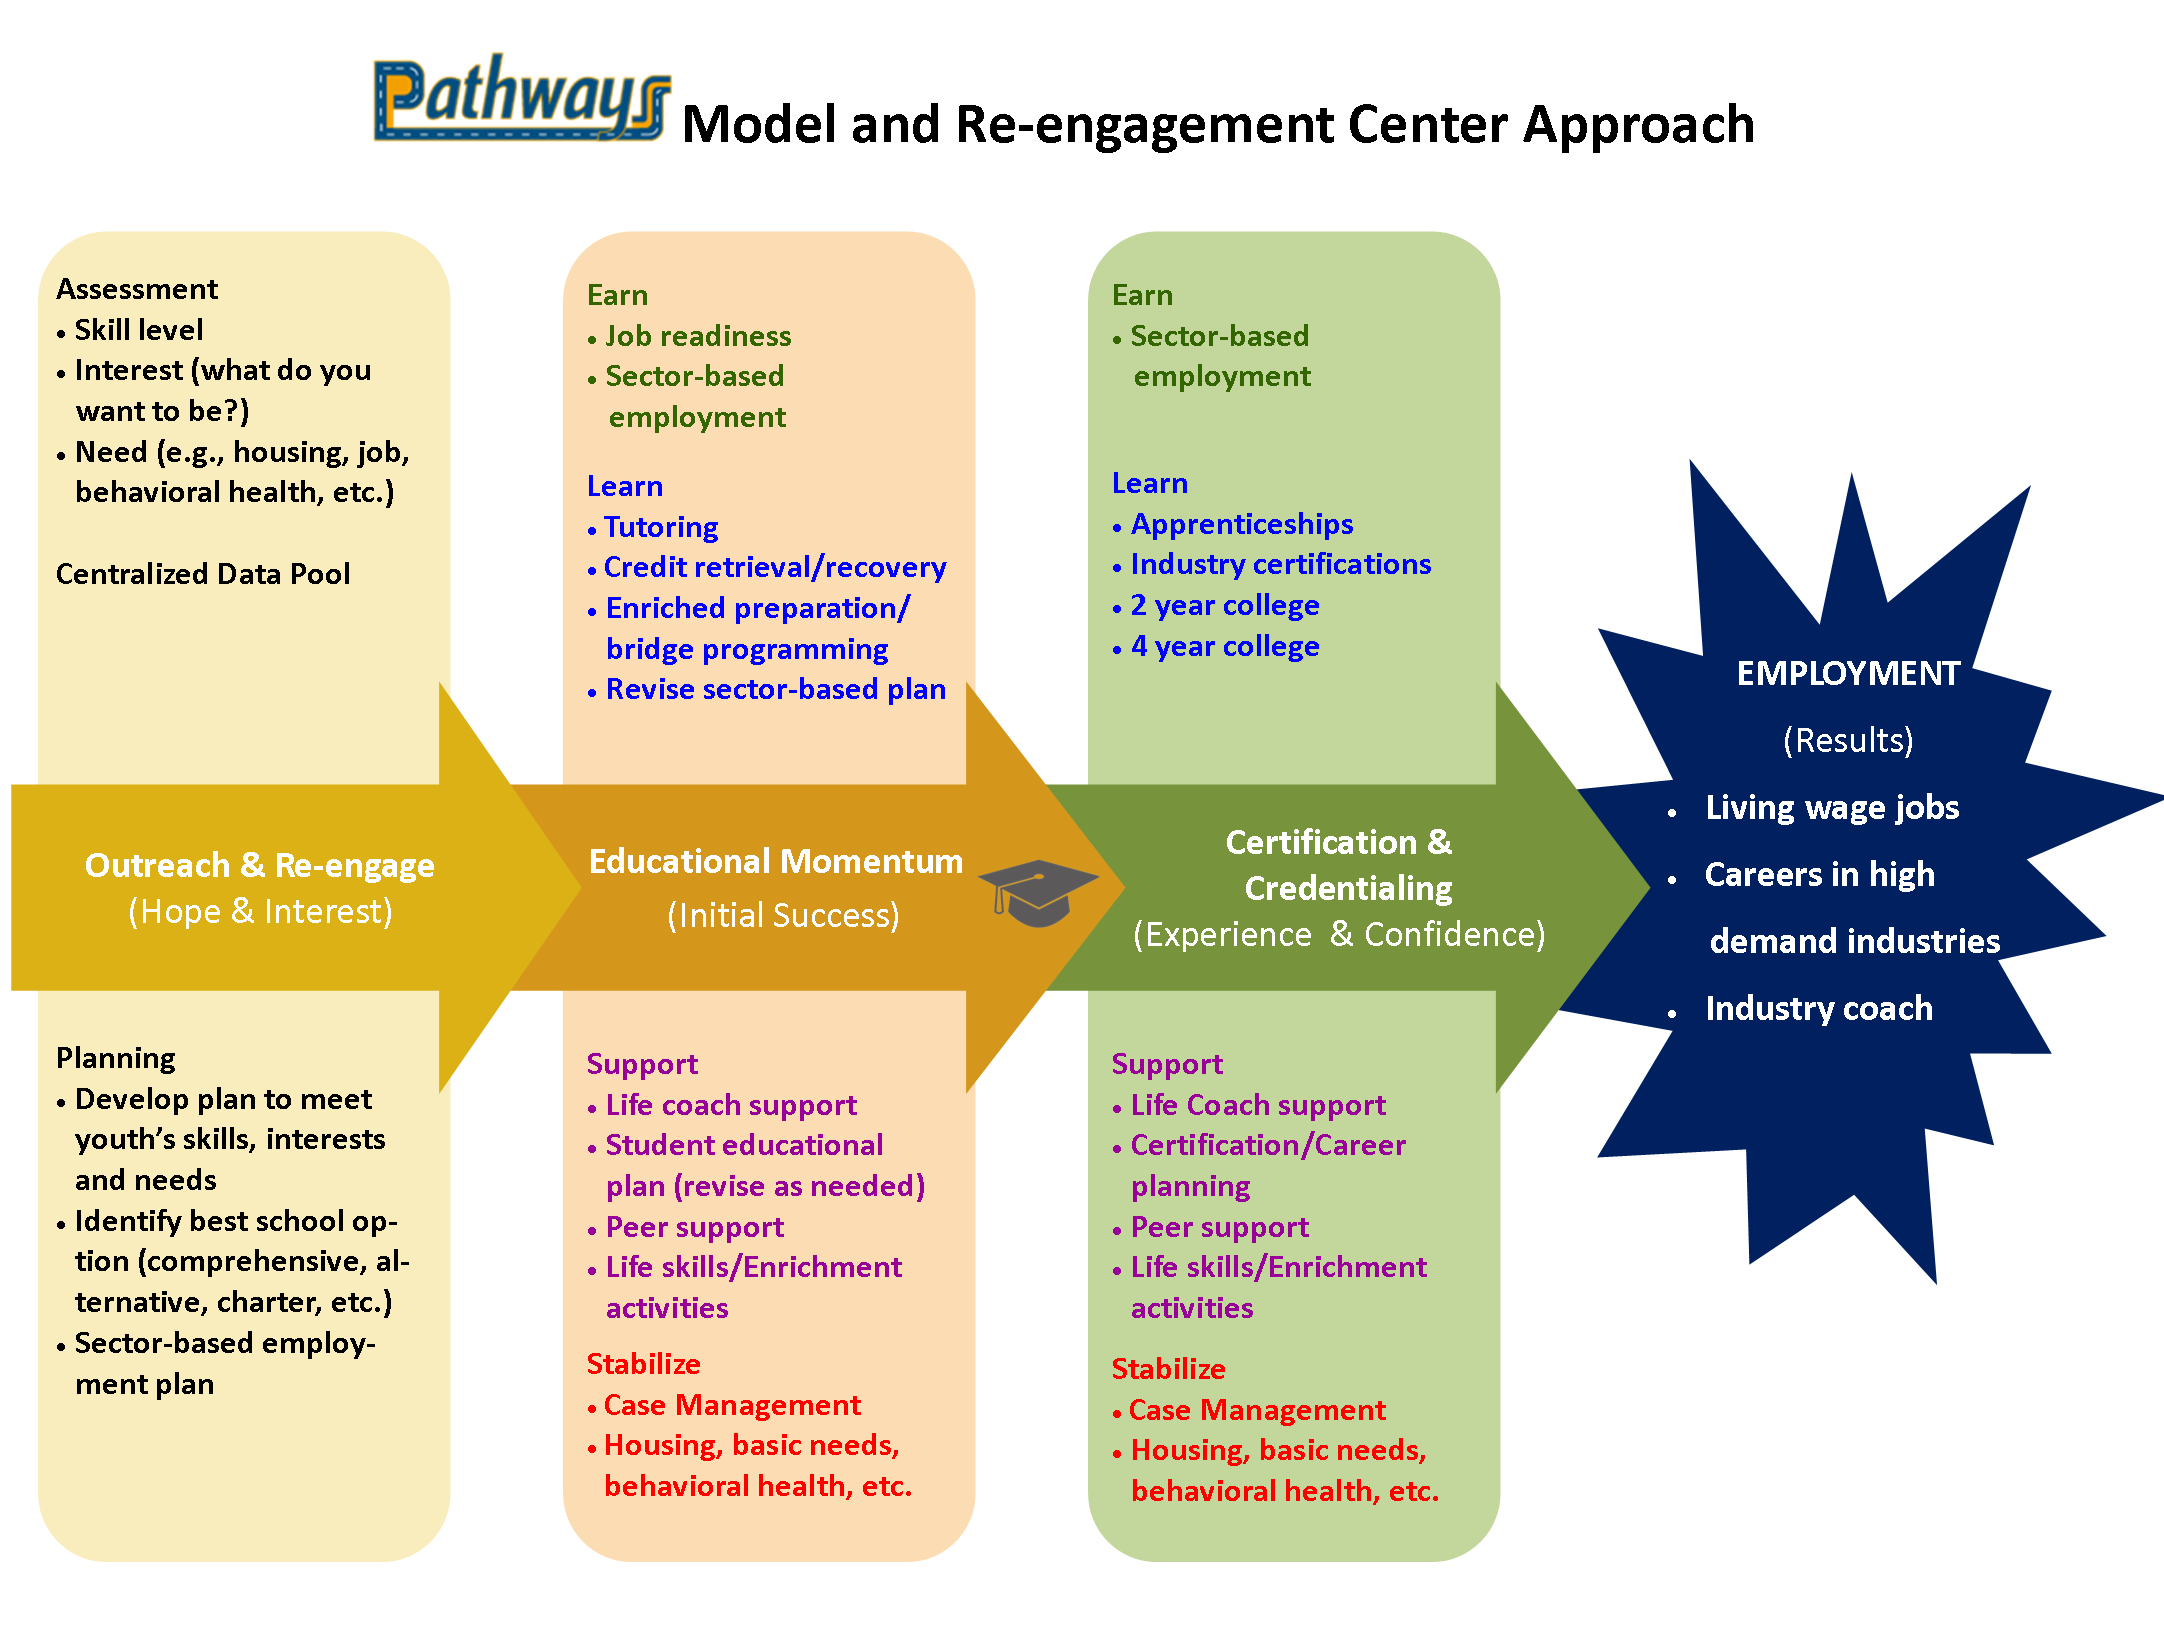 Pathways Model and Re-engagement Center Approach
Assessment
• Skill level
• Interest (what do you
want to be?)
• Need (e.g., housing, job,
behavioral health, etc.)
Centralized Data Pool
Outreach & Re-engage
(Hope & Interest)
Planning
• Develop plan to meet
youth’s skills, interests
and needs
• Identify best school op-
tion (comprehensive, al-
ternative, charter, etc.)
• Sector-based employ-
ment plan
Earn
• Job readiness
• Sector-based
employment
Learn
• Tutoring
• Credit retrieval/recovery
• Enriched preparation/
bridge programming
• Revise sector-based plan
Educational Momentum
(Initial Success)
Support
• Life coach support
• Student educational
plan (revise as needed)
• Peer support
• Life skills/Enrichment
activities
Stabilize
• Case Management
• Housing, basic needs,
behavioral health, etc.
Earn
• Sector-based
employment
Learn
• Apprenticeships
• Industry certifications
• 2 year college
• 4 year college
Certification &
Credentialing
(Experience & Confidence)
Support
• Life Coach support
• Certification/Career
planning
• Peer support
• Life skills/Enrichment
activities
Stabilize
• Case Management
• Housing, basic needs,
behavioral health, etc.
EMPLOYMENT
(Results)
• Living wage jobs
• Careers in high
demand industries
• Industry coach